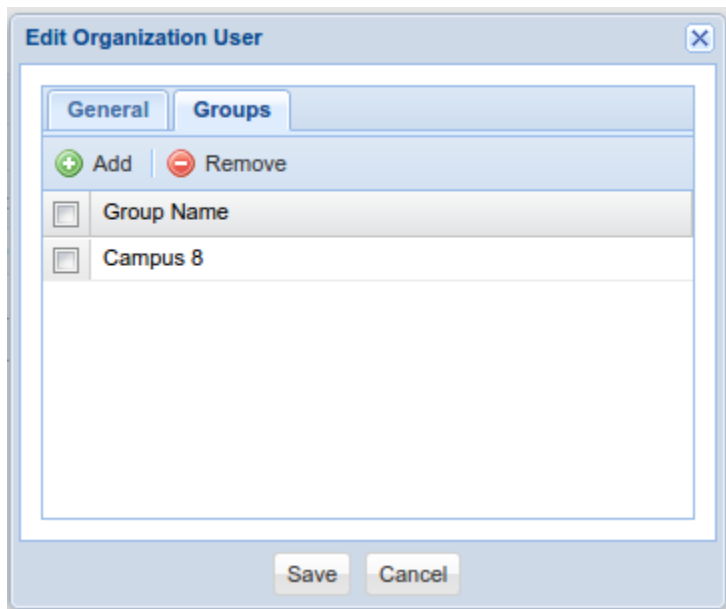 Edit Organization User
General Groups
Add Remove
Group Name
Campus 8
Save Cancel